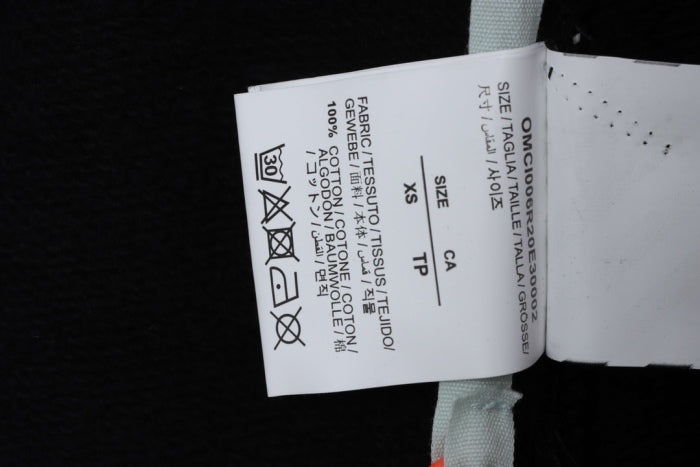 OMCI006R20E30002
SIZE / TAGLIA / TAILLE / TALLA / GRÖSSE /
尺寸 / المقاس / 사이즈
SIZE CA
XS TP
FABRIC / TESSUTO / TISSUS / TEJIDO /
GEWEBE / 面料 / 本体 / قماش / 직물
100% COTTON / COTONE / COTON /
ALGODON / BAUMWOLLE / 棉
/ コットン / القطن / 면직
30